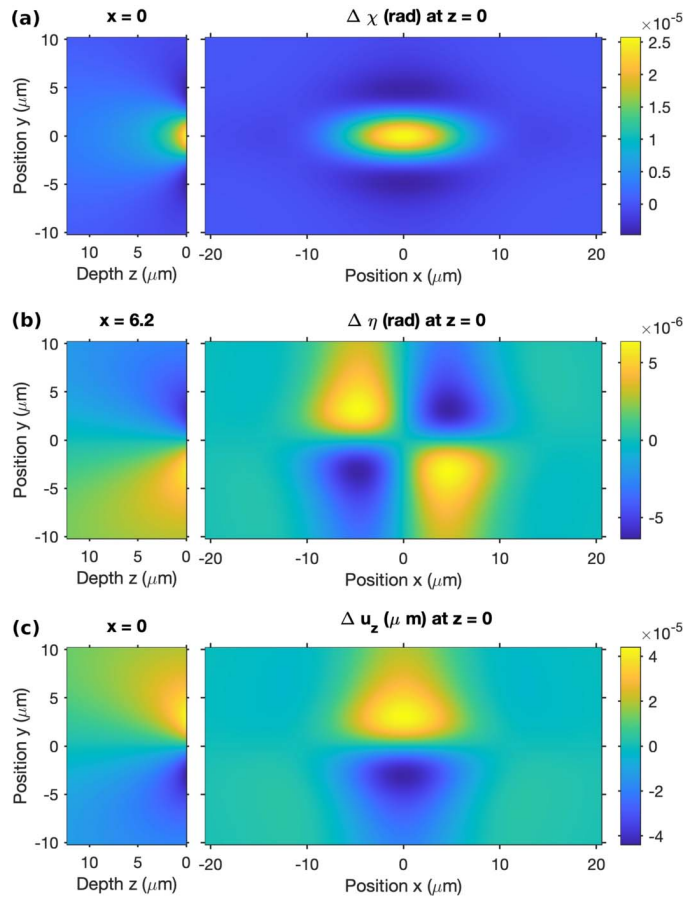 (a) x = 0 Δ χ (rad) at z = 0 ×10⁻⁵
10 2.5
5 2
Position y (μm) 0 1.5
1
-5 0.5
-10 0
10 5 0 -20 -10 0 10 20
Depth z (μm) Position x (μm)
(b) x = 6.2 Δ η (rad) at z = 0 ×10⁻⁶
10
5 5
Position y (μm) 0 0
-5
-10 -5
10 5 0 -20 -10 0 10 20
Depth z (μm) Position x (μm)
(c) x = 0 Δ u_z (μ m) at z = 0 ×10⁻⁵
10 4
5 2
Position y (μm) 0 0
-5 -2
-10 -4
10 5 0 -20 -10 0 10 20
Depth z (μm) Position x (μm)